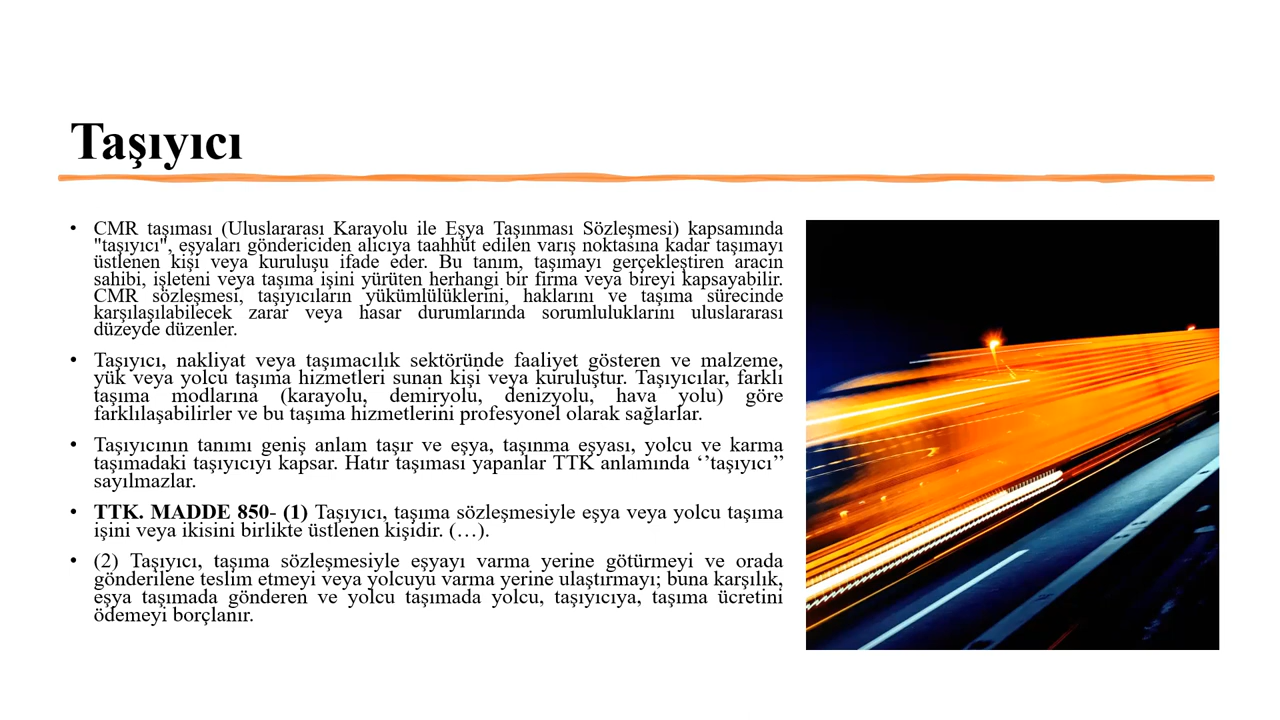 Taşıyıcı
• CMR taşıması (Uluslararası Karayolu ile Eşya Taşınması Sözleşmesi) kapsamında
"taşıyıcı", eşyaları göndericiden alıcıya taahhüt edilen varış noktasına kadar taşımayı
üstlenen kişi veya kuruluşu ifade eder. Bu tanım, taşımayı gerçekleştiren aracın
sahibi, işleteni veya taşıma işini yürüten herhangi bir firma veya bireyi kapsayabilir.
CMR sözleşmesi, taşıyıcıların yükümlülüklerini, haklarını ve taşıma sürecinde
karşılaşılabilecek zarar veya hasar durumlarında sorumluluklarını uluslararası
düzeyde düzenler.
• Taşıyıcı, nakliyat veya taşımacılık sektöründe faaliyet gösteren ve malzeme,
yük veya yolcu taşıma hizmetleri sunan kişi veya kuruluştur. Taşıyıcılar, farklı
taşıma modlarına (karayolu, demiryolu, denizyolu, hava yolu) göre
farklılaşabilirler ve bu taşıma hizmetlerini profesyonel olarak sağlarlar.
• Taşıyıcının tanımı geniş anlam taşır ve eşya, taşınma eşyası, yolcu ve karma
taşımadaki taşıyıcıyı kapsar. Hatır taşıması yapanlar TTK anlamında ‘’taşıyıcı’’
sayılmazlar.
• TTK. MADDE 850- (1) Taşıyıcı, taşıma sözleşmesiyle eşya veya yolcu taşıma
işini veya ikisini birlikte üstlenen kişidir. (…).
• (2) Taşıyıcı, taşıma sözleşmesiyle eşyayı varma yerine götürmeyi ve orada
gönderilene teslim etmeyi veya yolcuyu varma yerine ulaştırmayı; buna karşılık,
eşya taşımada gönderen ve yolcu taşımada yolcu, taşıyıcıya, taşıma ücretini
ödemeyi borçlanır.